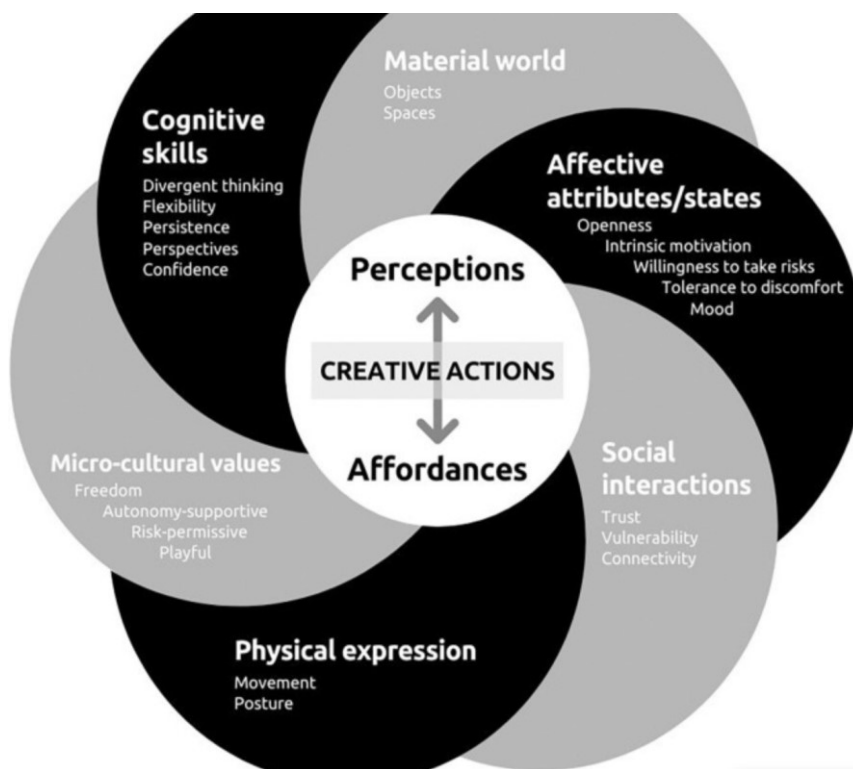 Material world
Objects
Spaces
Cognitive
skills
Divergent thinking
Flexibility
Persistence
Perspectives
Confidence
Affective
attributes/states
Openness
Intrinsic motivation
Willingness to take risks
Tolerance to discomfort
Mood
Perceptions
CREATIVE ACTIONS
Affordances
Micro-cultural values
Freedom
Autonomy-supportive
Risk-permissive
Playful
Social
interactions
Trust
Vulnerability
Connectivity
Physical expression
Movement
Posture